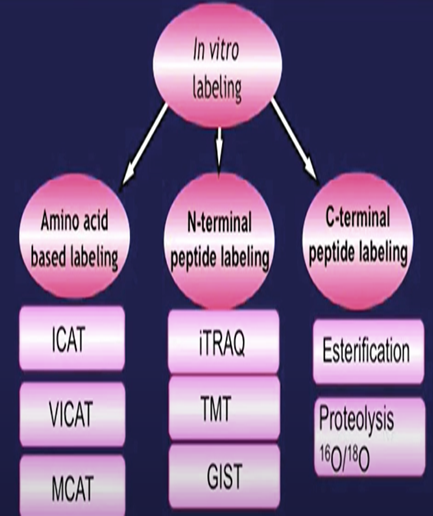 In vitro
labeling
Amino acid
based labeling
N-terminal
peptide labeling
C-terminal
peptide labeling
ICAT
VICAT
MCAT
iTRAQ
TMT
GIST
Esterification
Proteolysis
¹⁶O/¹⁸O